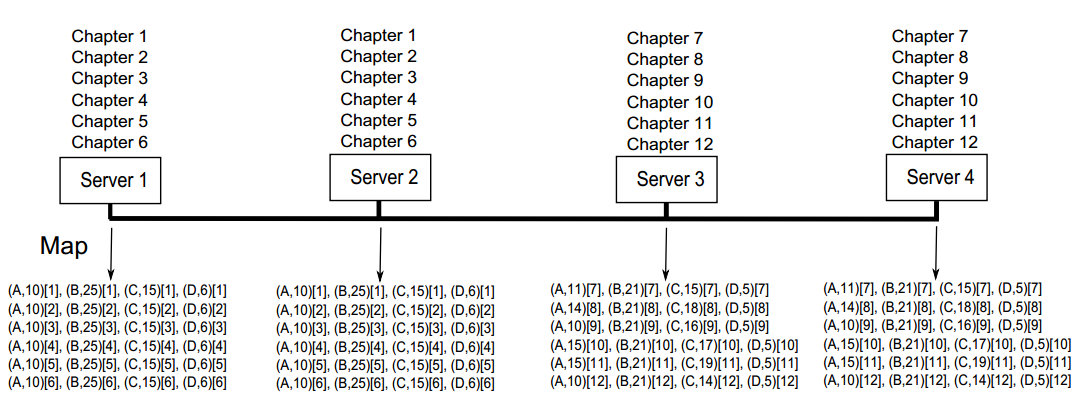 Chapter 1
Chapter 2
Chapter 3
Chapter 4
Chapter 5
Chapter 6
Server 1
Chapter 1
Chapter 2
Chapter 3
Chapter 4
Chapter 5
Chapter 6
Server 2
Chapter 7
Chapter 8
Chapter 9
Chapter 10
Chapter 11
Chapter 12
Server 3
Chapter 7
Chapter 8
Chapter 9
Chapter 10
Chapter 11
Chapter 12
Server 4
Map
(A,10)[1], (B,25)[1], (C,15)[1], (D,6)[1]
(A,10)[2], (B,25)[2], (C,15)[2], (D,6)[2]
(A,10)[3], (B,25)[3], (C,15)[3], (D,6)[3]
(A,10)[4], (B,25)[4], (C,15)[4], (D,6)[4]
(A,10)[5], (B,25)[5], (C,15)[5], (D,6)[5]
(A,10)[6], (B,25)[6], (C,15)[6], (D,6)[6]
(A,10)[1], (B,25)[1], (C,15)[1], (D,6)[1]
(A,10)[2], (B,25)[2], (C,15)[2], (D,6)[2]
(A,10)[3], (B,25)[3], (C,15)[3], (D,6)[3]
(A,10)[4], (B,25)[4], (C,15)[4], (D,6)[4]
(A,10)[5], (B,25)[5], (C,15)[5], (D,6)[5]
(A,10)[6], (B,25)[6], (C,15)[6], (D,6)[6]
(A,11)[7], (B,21)[7], (C,15)[7], (D,5)[7]
(A,14)[8], (B,21)[8], (C,18)[8], (D,5)[8]
(A,10)[9], (B,21)[9], (C,16)[9], (D,5)[9]
(A,15)[10], (B,21)[10], (C,17)[10], (D,5)[10]
(A,15)[11], (B,21)[11], (C,19)[11], (D,5)[11]
(A,10)[12], (B,21)[12], (C,14)[12], (D,5)[12]
(A,11)[7], (B,21)[7], (C,15)[7], (D,5)[7]
(A,14)[8], (B,21)[8], (C,18)[8], (D,5)[8]
(A,10)[9], (B,21)[9], (C,16)[9], (D,5)[9]
(A,15)[10], (B,21)[10], (C,17)[10], (D,5)[10]
(A,15)[11], (B,21)[11], (C,19)[11], (D,5)[11]
(A,10)[12], (B,21)[12], (C,14)[12], (D,5)[12]